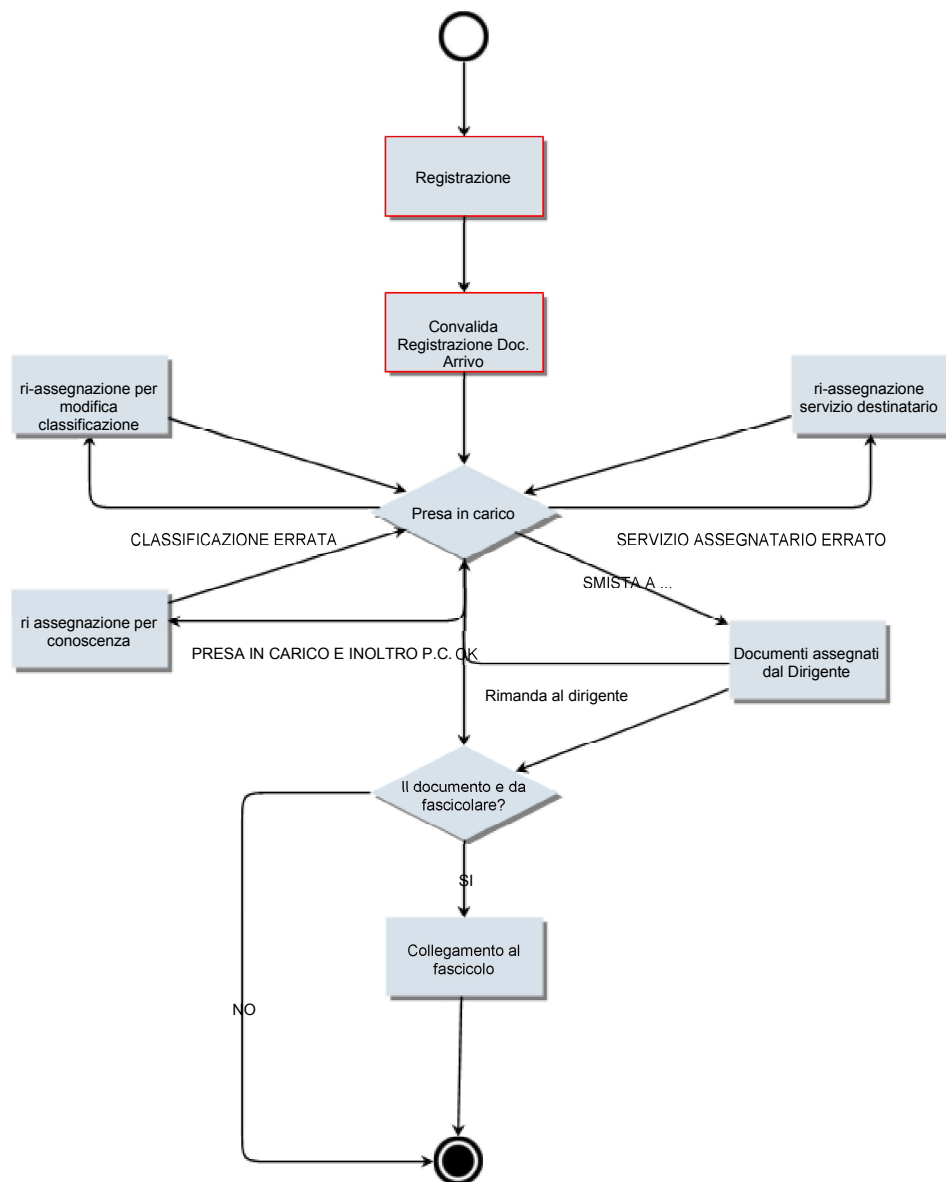 Registrazione
Convalida
Registrazione Doc.
Arrivo
ri-assegnazione per
modifica
classificazione
ri-assegnazione
servizio destinatario
Presa in carico
CLASSIFICAZIONE ERRATA
SERVIZIO ASSEGNATARIO ERRATO
SMISTA A ...
ri assegnazione per
conoscenza
PRESA IN CARICO E INOLTRO P.C.
OK
Documenti assegnati
dal Dirigente
Rimanda al dirigente
Il documento e da
fascicolare?
SI
Collegamento al
fascicolo
NO